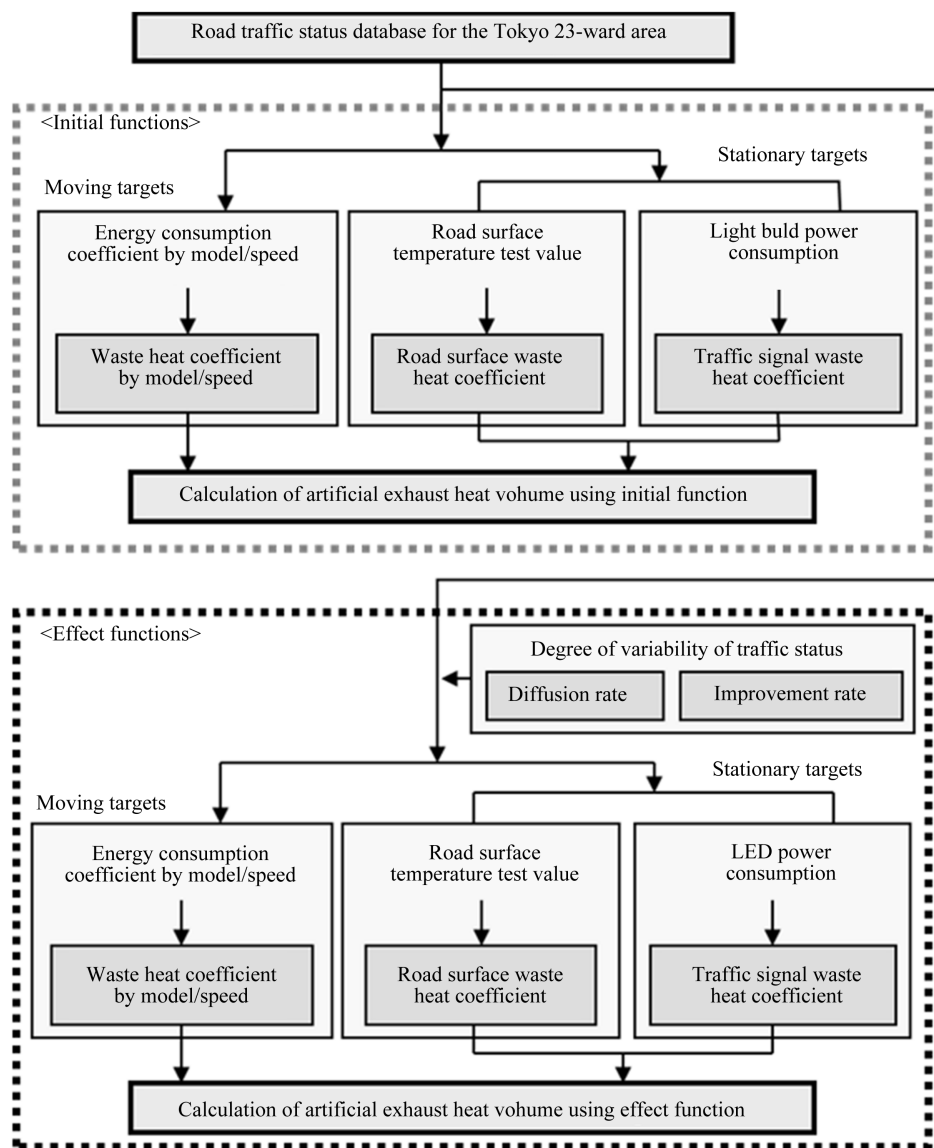 Road traffic status database for the Tokyo 23-ward area
<Initial functions>
Stationary targets
Moving targets
Energy consumption
coefficient by model/speed
Waste heat coefficient
by model/speed
Road surface
temperature test value
Road surface waste
heat coefficient
Light buld power
consumption
Traffic signal waste
heat coefficient
Calculation of artificial exhaust heat vohume using initial function
<Effect functions>
Degree of variability of traffic status
Diffusion rate
Improvement rate
Stationary targets
Moving targets
Energy consumption
coefficient by model/speed
Waste heat coefficient
by model/speed
Road surface
temperature test value
Road surface waste
heat coefficient
LED power
consumption
Traffic signal waste
heat coefficient
Calculation of artificial exhaust heat vohume using effect function